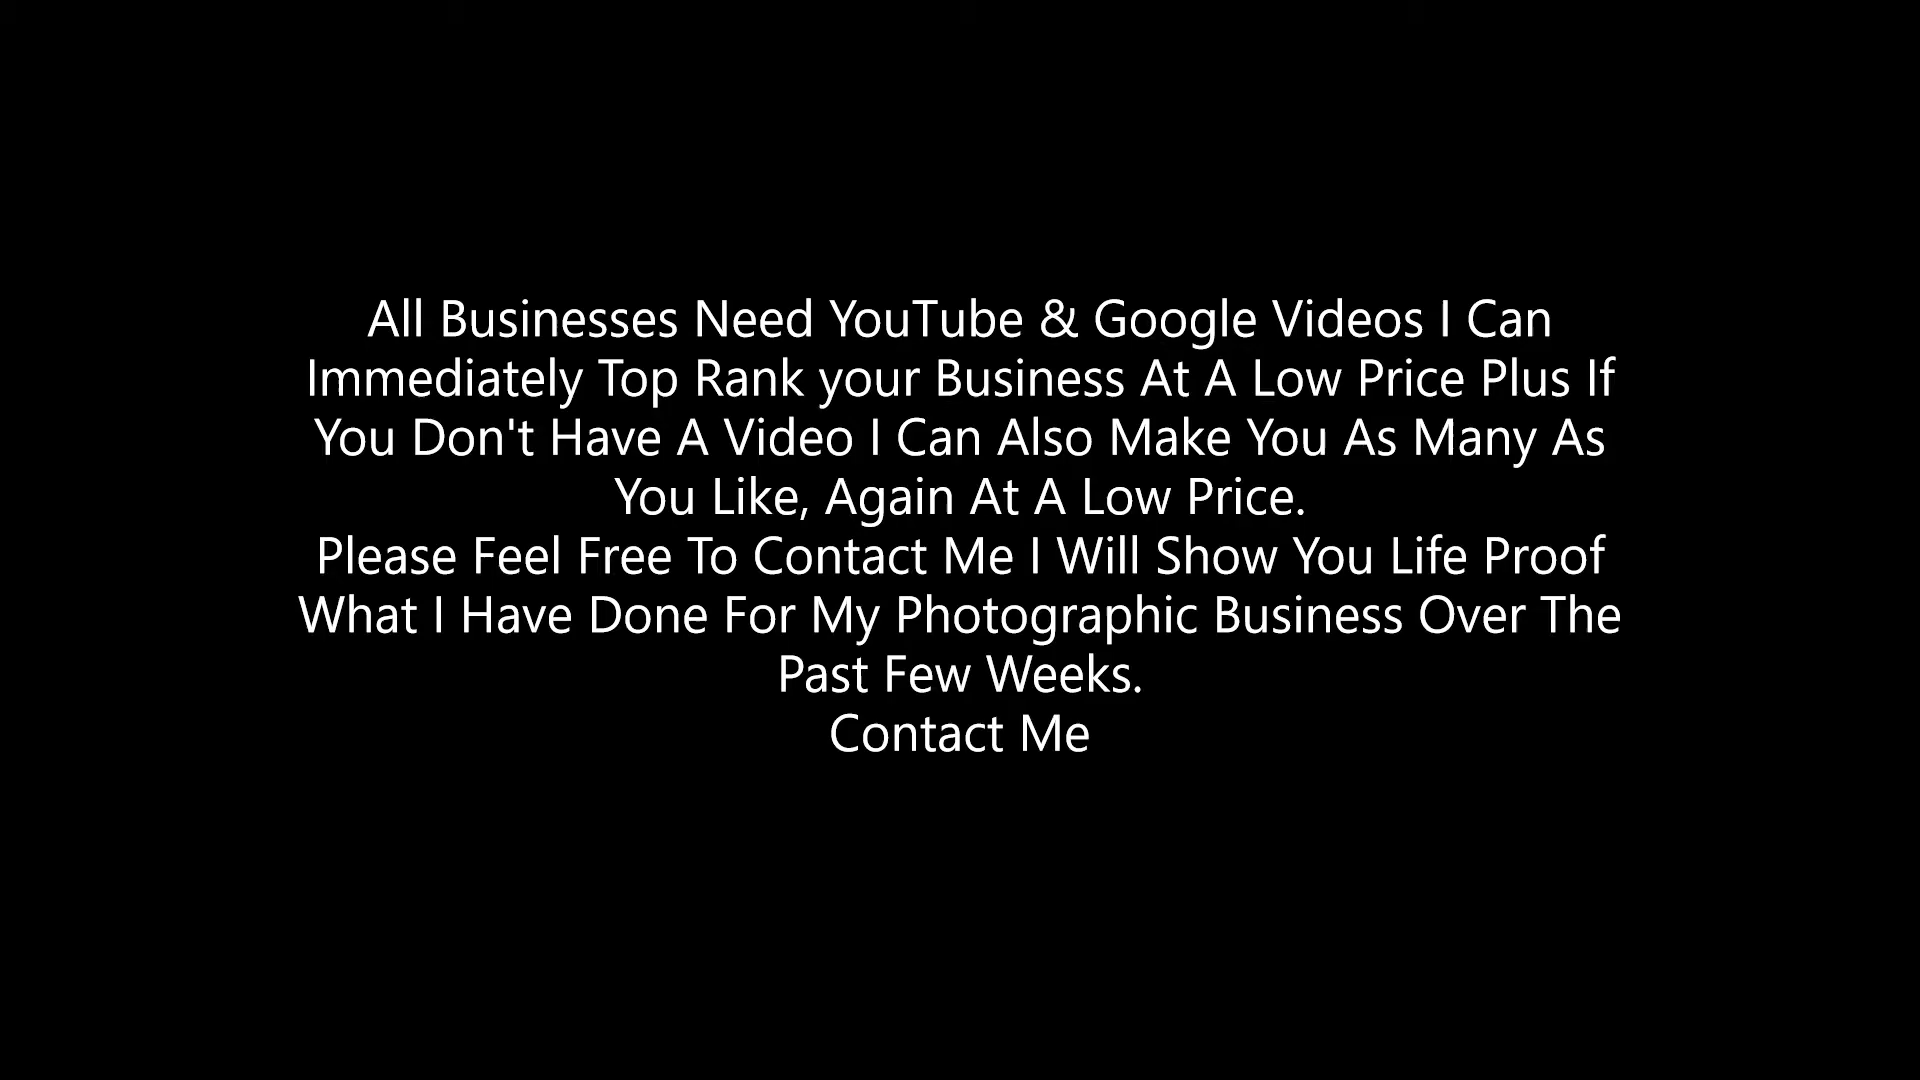 All Businesses Need YouTube & Google Videos I Can
Immediately Top Rank your Business At A Low Price Plus If
You Don't Have A Video I Can Also Make You As Many As
You Like, Again At A Low Price.
Please Feel Free To Contact Me I Will Show You Life Proof
What I Have Done For My Photographic Business Over The
Past Few Weeks.
Contact Me